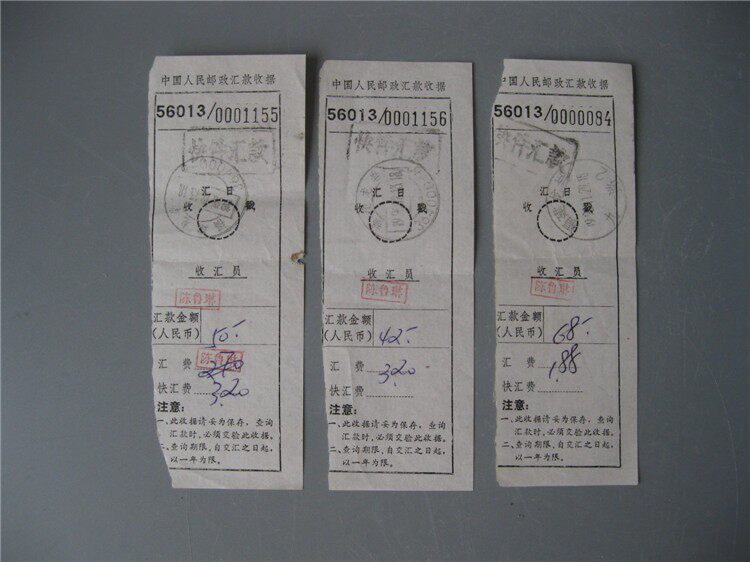 中国人民邮政汇款收据
56013/0001155
快件汇款
汇 日
收 戳
收汇员
陈鲁琳
汇款金额
(人民币)
50-
陈鲁琳
汇 费
快汇费
3.20
注意:
一、此收据请妥为保存,查询
汇款时,必须交验此收据。
二、查询期限,自交汇之日起,
以一年为限。
中国人民邮政汇款收据
56013/0001156
快件汇款
汇 日
收 戳
收汇员
陈鲁琳
汇款金额
(人民币)
42-
汇 费
3.20
快汇费
注意:
一、此收据请妥为保存,查询
汇款时,必须交验此收据。
二、查询期限,自交汇之日起,
以一年为限。
中国人民邮政汇款收据
56013/0000084
快件汇款
汇 日
收 戳
收汇员
陈鲁琳
汇款金额
(人民币)
68-
汇 费
.88
快汇费
注意:
一、此收据请妥为保存,查询
汇款时,必须交验此收据。
二、查询期限,自交汇之日起,
以一年为限。